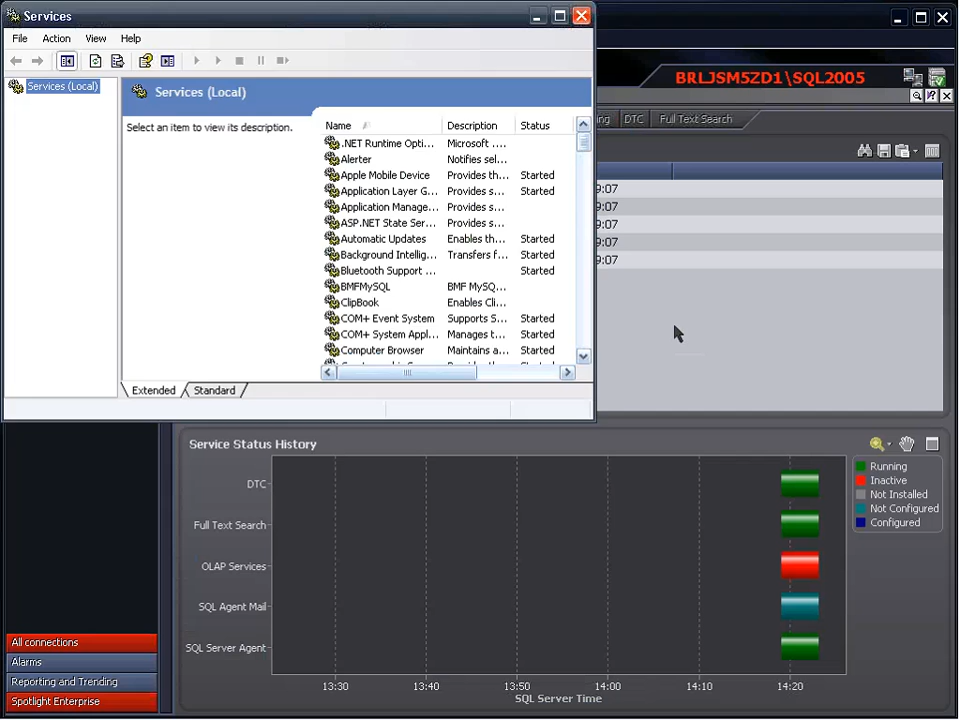 Services
File Action View Help
Services (Local)
Services (Local)
Select an item to view its description.
Name Description Status
.NET Runtime Opti... Microsoft ....
Alerter Notifies sel...
Apple Mobile Device Provides th... Started
Application Layer G... Provides s... Started
Application Manage... Provides s...
ASP.NET State Ser... Provides s...
Automatic Updates Enables th... Started
Background Intellig... Transfers f... Started
Bluetooth Support ... Started
BMFMySQL BMF MySQ...
ClipBook Enables Cli...
COM+ Event System Supports S... Started
COM+ System Appl... Manages t... Started
Computer Browser Maintains a... Started
Extended Standard
BRLJSM5ZD1\SQL2005
ing DTC Full Text Search
9:07
9:07
9:07
9:07
9:07
Service Status History
DTC
Full Text Search
OLAP Services
SQL Agent Mail
SQL Server Agent
13:30 13:40 13:50 14:00 14:10 14:20
SQL Server Time
Running
Inactive
Not Installed
Not Configured
Configured
All connections
Alarms
Reporting and Trending
Spotlight Enterprise